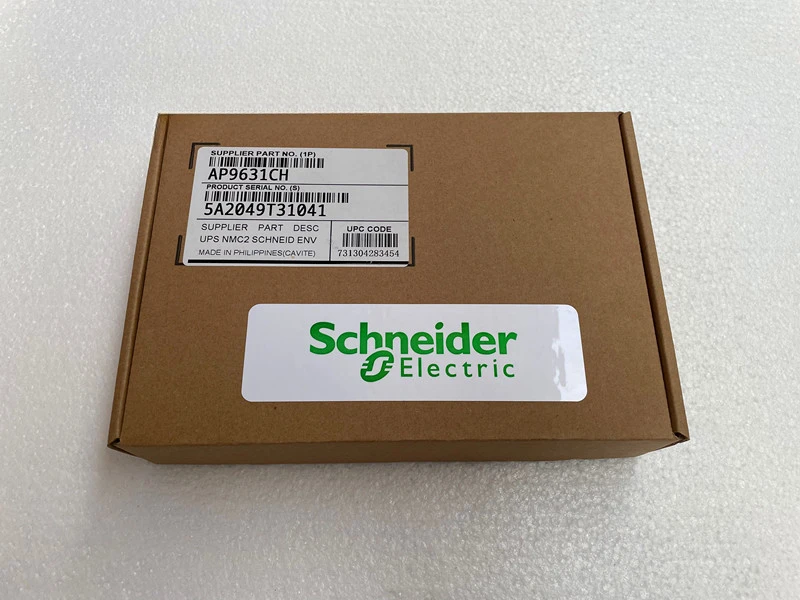 SUPPLIER PART NO. (1P)
AP9631CH
PRODUCT SERIAL NO. (S)
5A2049T31041
SUPPLIER PART DESC
UPS NMC2 SCHNEID ENV
MADE IN PHILIPPINES(CAVITE)
UPC CODE
731304283454
Schneider
Electric